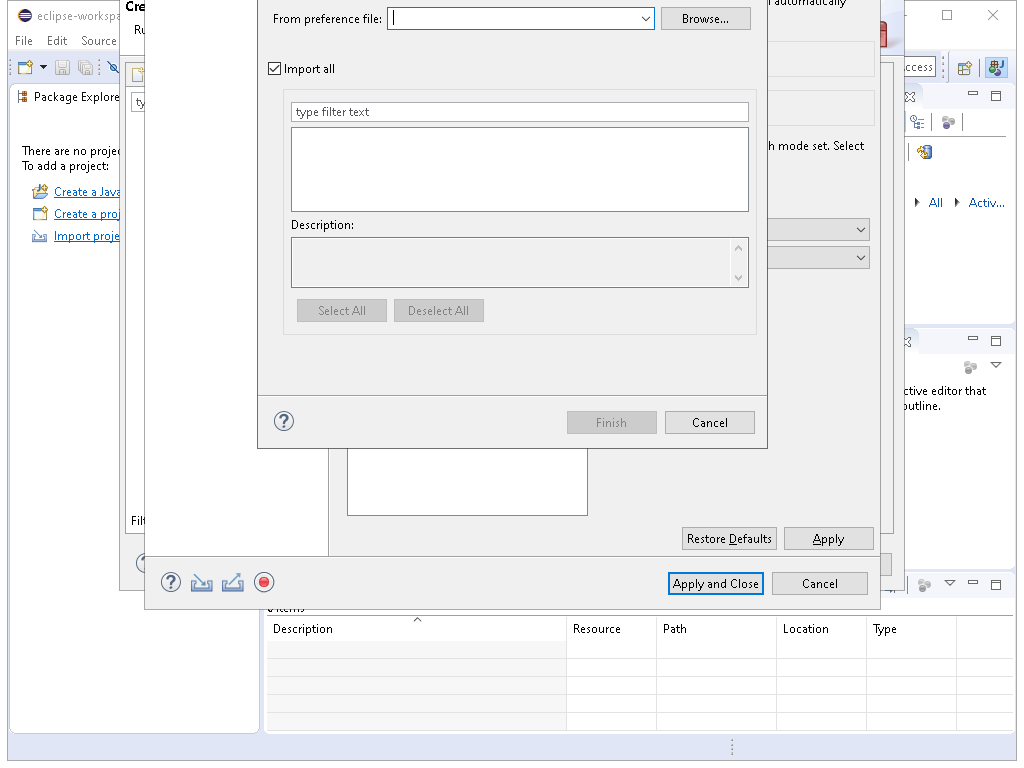 eclipse-workspa
Cre
Ru
File Edit Source
From preference file:
Browse...
automatically
ccess
Package Explore
ty
Import all
type filter text
h mode set. Select
There are no projec
To add a project:
Create a Java
Create a proj
Import proje
All
Activ...
Description:
Select All
Deselect All
ctive editor that
outline.
Finish
Cancel
Filt
Restore Defaults
Apply
Apply and Close
Cancel
0 items
Description Resource Path Location Type